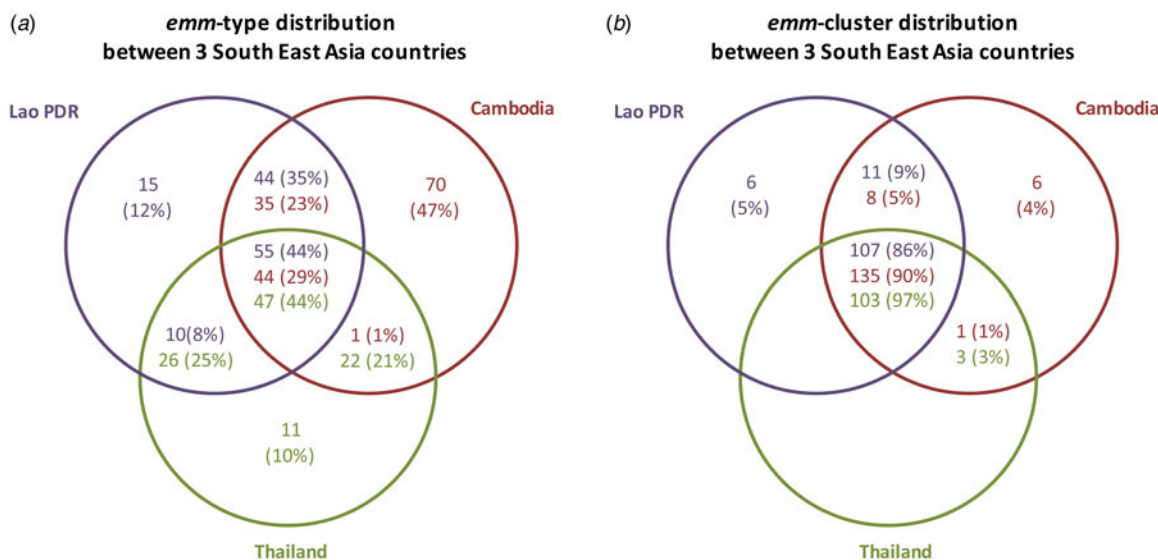 (a)
emm-type distribution
between 3 South East Asia countries
Lao PDR
Cambodia
15
(12%)
44 (35%)
35 (23%)
70
(47%)
55 (44%)
44 (29%)
47 (44%)
10(8%)
26 (25%)
1 (1%)
22 (21%)
11
(10%)
Thailand
(b)
emm-cluster distribution
between 3 South East Asia countries
Lao PDR
Cambodia
6
(5%)
11 (9%)
8 (5%)
6
(4%)
107 (86%)
135 (90%)
103 (97%)
1 (1%)
3 (3%)
Thailand